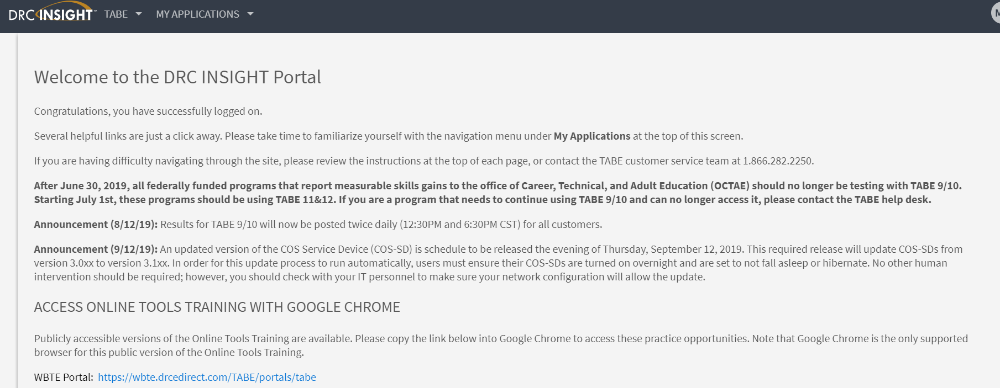 DRC INSIGHT™ TABE MY APPLICATIONS
Welcome to the DRC INSIGHT Portal
Congratulations, you have successfully logged on.
Several helpful links are just a click away. Please take time to familiarize yourself with the navigation menu under My Applications at the top of this screen.
If you are having difficulty navigating through the site, please review the instructions at the top of each page, or contact the TABE customer service team at 1.866.282.2250.
After June 30, 2019, all federally funded programs that report measurable skills gains to the office of Career, Technical, and Adult Education (OCTAE) should no longer be testing with TABE 9/10.
Starting July 1st, these programs should be using TABE 11&12. If you are a program that needs to continue using TABE 9/10 and can no longer access it, please contact the TABE help desk.
Announcement (8/12/19): Results for TABE 9/10 will now be posted twice daily (12:30PM and 6:30PM CST) for all customers.
Announcement (9/12/19): An updated version of the COS Service Device (COS-SD) is schedule to be released the evening of Thursday, September 12, 2019. This required release will update COS-SDs from
version 3.0xx to version 3.1xx. In order for this update process to run automatically, users must ensure their COS-SDs are turned on overnight and are set to not fall asleep or hibernate. No other human
intervention should be required; however, you should check with your IT personnel to make sure your network configuration will allow the update.
ACCESS ONLINE TOOLS TRAINING WITH GOOGLE CHROME
Publicly accessible versions of the Online Tools Training are available. Please copy the link below into Google Chrome to access these practice opportunities. Note that Google Chrome is the only supported
browser for this public version of the Online Tools Training.
WBTE Portal: https://wbte.drcedirect.com/TABE/portals/tabe